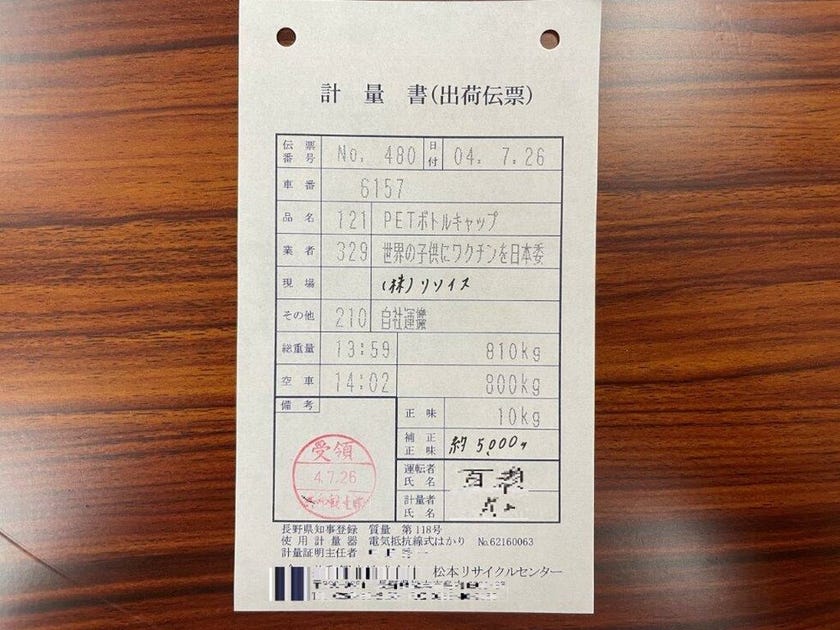 計量書(出荷伝票)
伝票番号 No. 480 日付 04. 7.26
車番 6157
品名 121 PETボトルキャップ
業者 329 世界の子供にワクチンを日本委
現場 (株)リソイス
その他 210 自社運搬
総重量 13:59 810kg
空車 14:02 800kg
備考
正味 10kg
補正正味 約5,000ヶ
受領
4.7.26
運転者氏名
計量者氏名
長野県知事登録 質量 第118号
使用計量器 電気抵抗線式はかり No.62160063
計量証明主任者
松本リサイクルセンター